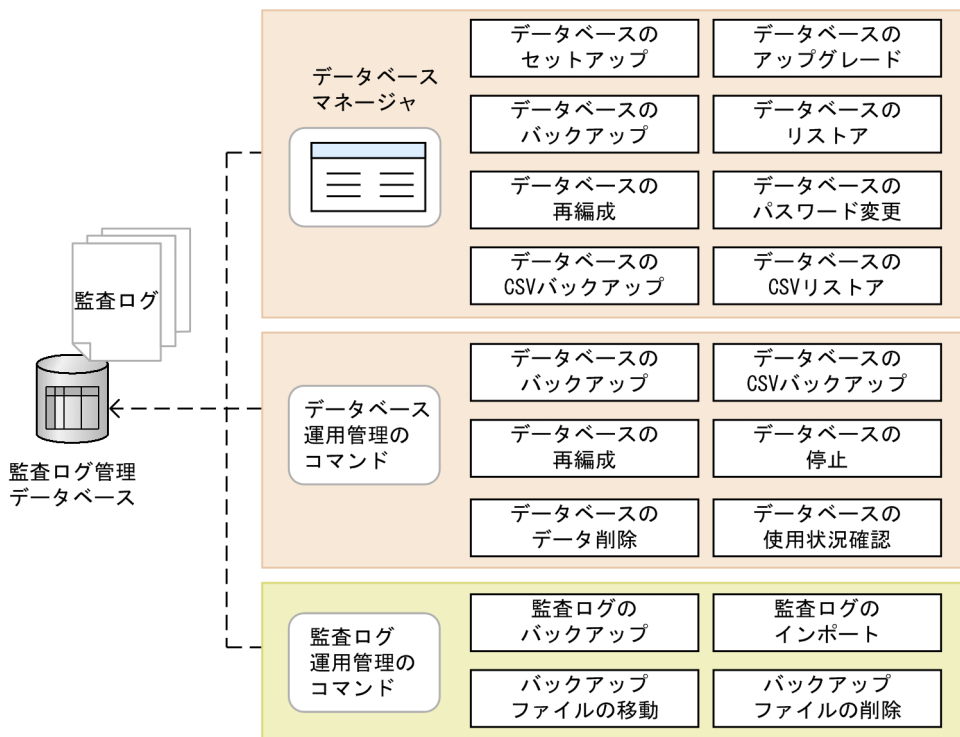 データベース
マネージャ
データベースの
セットアップ
データベースの
アップグレード
データベースの
バックアップ
データベースの
リストア
データベースの
再編成
データベースの
パスワード変更
データベースの
CSVバックアップ
データベースの
CSVリストア
監査ログ
監査ログ管理
データベース
データベース
運用管理の
コマンド
データベースの
バックアップ
データベースの
CSVバックアップ
データベースの
再編成
データベースの
停止
データベースの
データ削除
データベースの
使用状況確認
監査ログ
運用管理の
コマンド
監査ログの
バックアップ
監査ログの
インポート
バックアップ
ファイルの移動
バックアップ
ファイルの削除